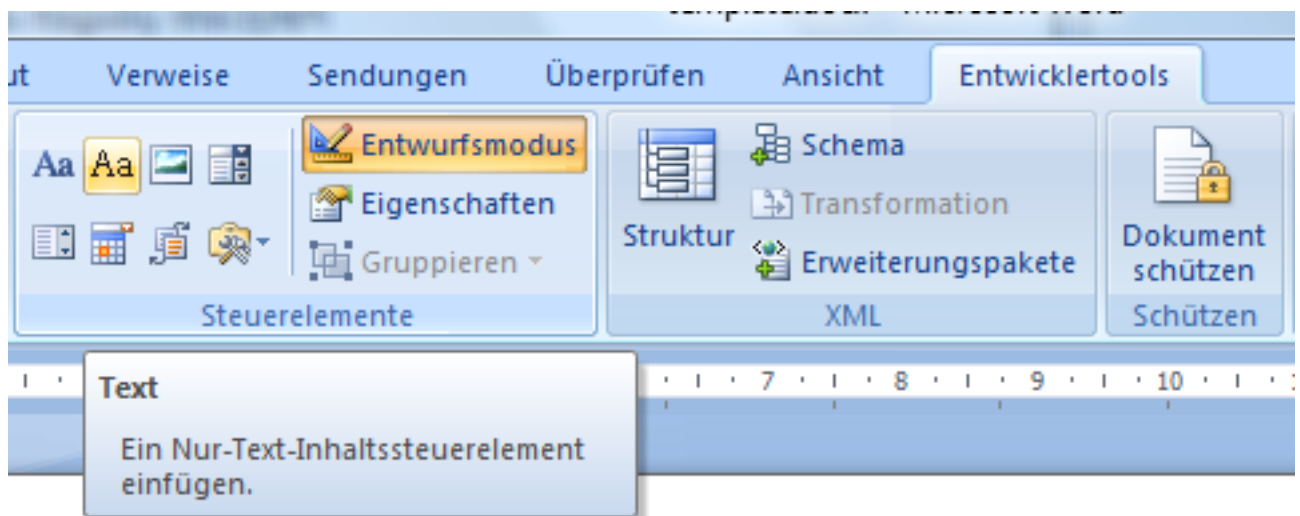 ut Verweise Sendungen Überprüfen Ansicht Entwicklertools
Aa Aa Entwurfsmodus
Eigenschaften
Gruppieren
Steuerelemente
Struktur
Schema
Transformation
Erweiterungspakete
XML
Dokument
schützen
Schützen
7 8 9 10
Text
Ein Nur-Text-Inhaltssteuerelement
einfügen.